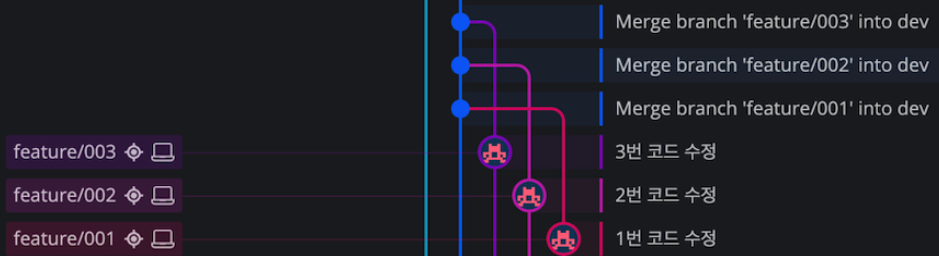 Merge branch 'feature/003' into dev
Merge branch 'feature/002' into dev
Merge branch 'feature/001' into dev
feature/003 3번 코드 수정
feature/002 2번 코드 수정
feature/001 1번 코드 수정